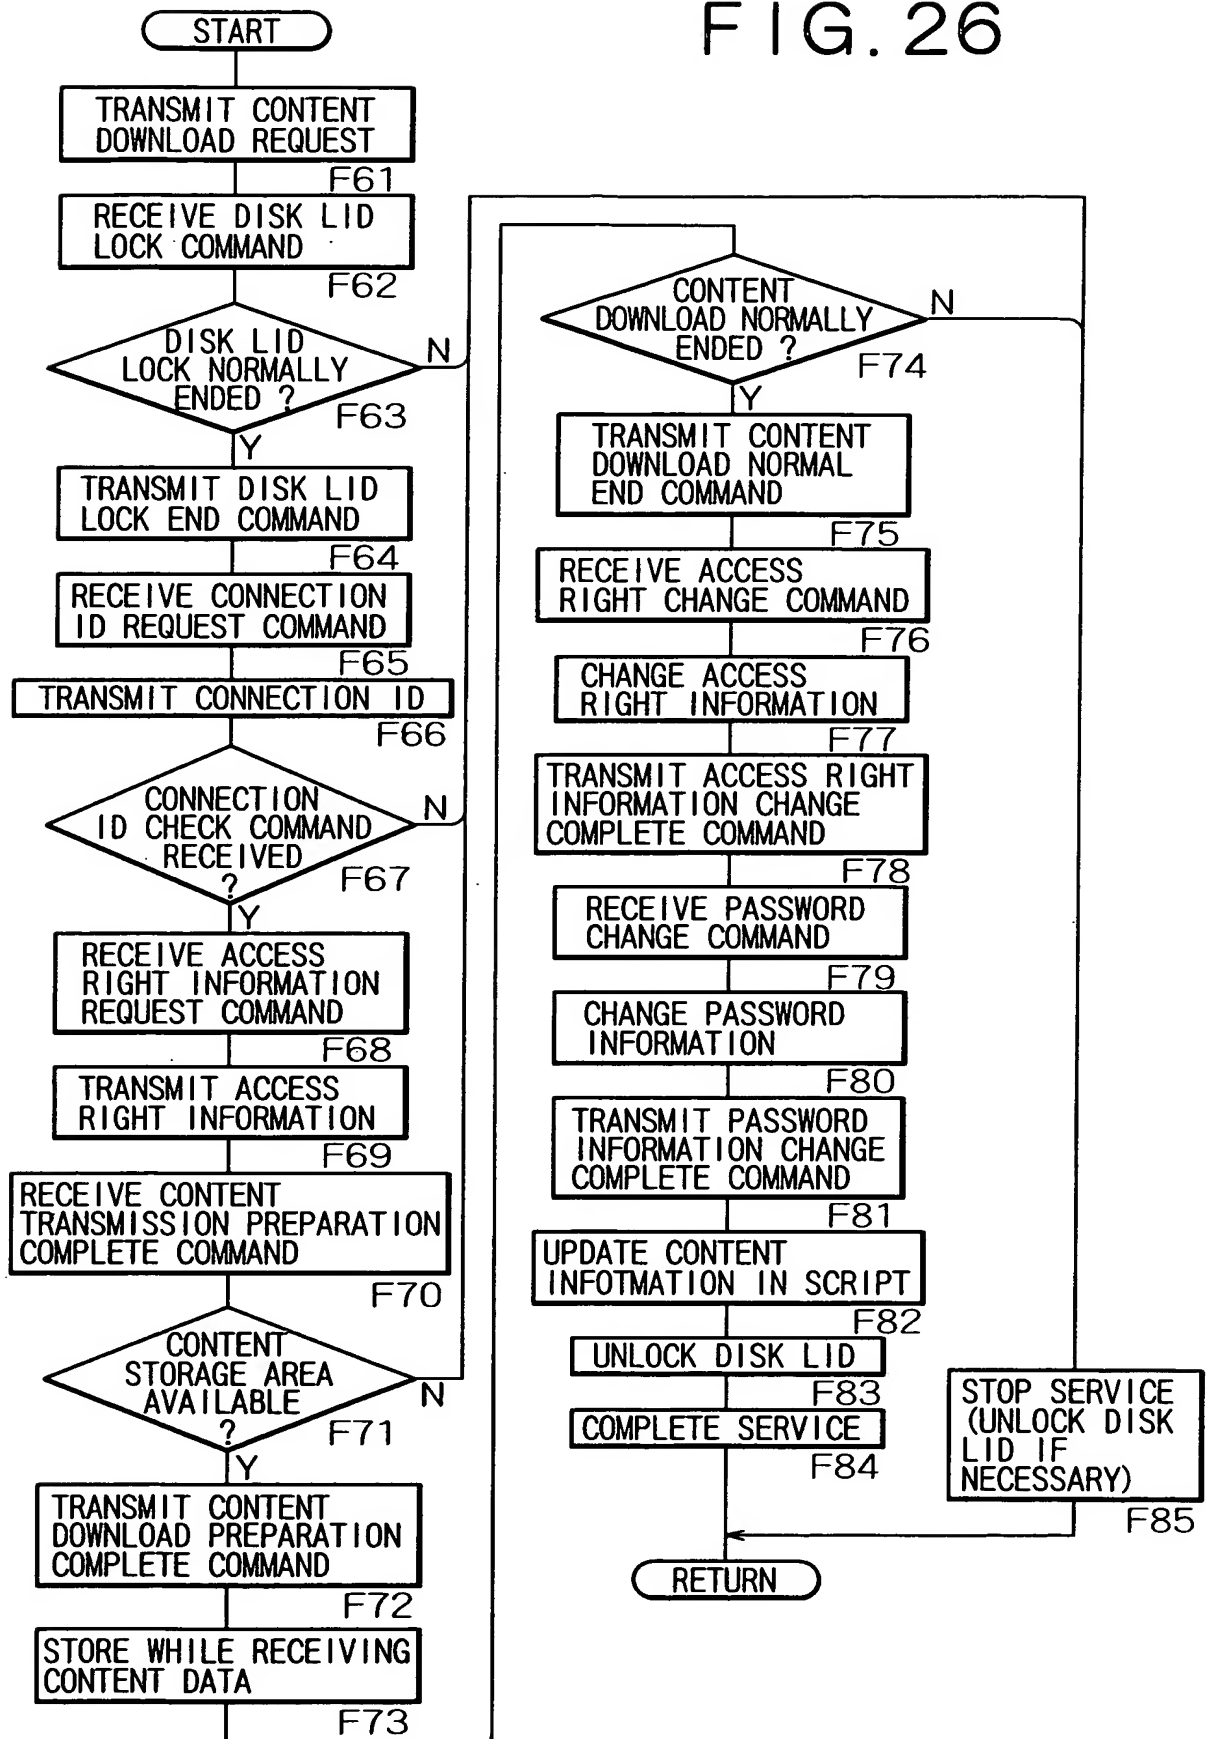 FIG. 26
START
TRANSMIT CONTENT
DOWNLOAD REQUEST
F61
RECEIVE DISK LID
LOCK COMMAND
F62
DISK LID
LOCK NORMALLY
ENDED ?
F63
N
Y
TRANSMIT DISK LID
LOCK END COMMAND
F64
RECEIVE CONNECTION
ID REQUEST COMMAND
F65
TRANSMIT CONNECTION ID
F66
CONNECTION
ID CHECK COMMAND
RECEIVED
?
F67
N
Y
RECEIVE ACCESS
RIGHT INFORMATION
REQUEST COMMAND
F68
TRANSMIT ACCESS
RIGHT INFORMATION
F69
RECEIVE CONTENT
TRANSMISSION PREPARATION
COMPLETE COMMAND
F70
CONTENT
STORAGE AREA
AVAILABLE
?
F71
N
Y
TRANSMIT CONTENT
DOWNLOAD PREPARATION
COMPLETE COMMAND
F72
STORE WHILE RECEIVING
CONTENT DATA
F73
CONTENT
DOWNLOAD NORMALLY
ENDED ?
F74
N
Y
TRANSMIT CONTENT
DOWNLOAD NORMAL
END COMMAND
F75
RECEIVE ACCESS
RIGHT CHANGE COMMAND
F76
CHANGE ACCESS
RIGHT INFORMATION
F77
TRANSMIT ACCESS RIGHT
INFORMATION CHANGE
COMPLETE COMMAND
F78
RECEIVE PASSWORD
CHANGE COMMAND
F79
CHANGE PASSWORD
INFORMATION
F80
TRANSMIT PASSWORD
INFORMATION CHANGE
COMPLETE COMMAND
F81
UPDATE CONTENT
INFOTMATION IN SCRIPT
F82
UNLOCK DISK LID
F83
COMPLETE SERVICE
F84
STOP SERVICE
(UNLOCK DISK
LID IF
NECESSARY)
F85
RETURN